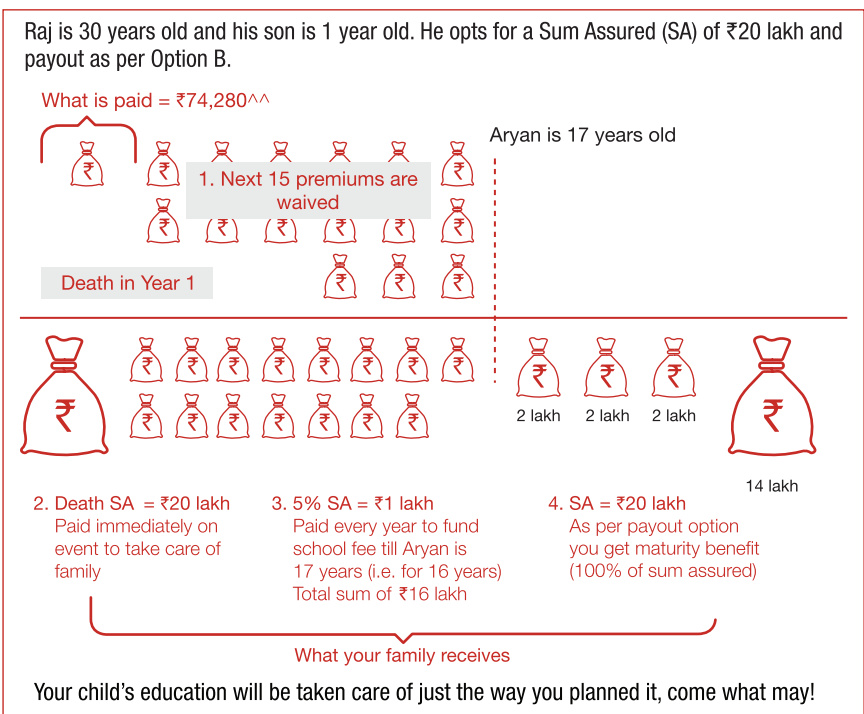 Raj is 30 years old and his son is 1 year old. He opts for a Sum Assured (SA) of ₹20 lakh and
payout as per Option B.
What is paid = ₹74,280^^
Aryan is 17 years old
₹ ₹ ₹
1. Next 15 premiums are
waived
₹ ₹ ₹ ₹ ₹ ₹
Death in Year 1
₹ ₹ ₹
₹ ₹ ₹ ₹ ₹ ₹ ₹ ₹ ₹ ₹ ₹ ₹ ₹
₹ ₹ ₹ ₹ ₹ ₹ ₹
2 lakh 2 lakh 2 lakh
14 lakh
2. Death SA = ₹20 lakh
Paid immediately on
event to take care of
family
3. 5% SA = ₹1 lakh
Paid every year to fund
school fee till Aryan is
17 years (i.e. for 16 years)
Total sum of ₹16 lakh
4. SA = ₹20 lakh
As per payout option
you get maturity benefit
(100% of sum assured)
What your family receives
Your child's education will be taken care of just the way you planned it, come what may!